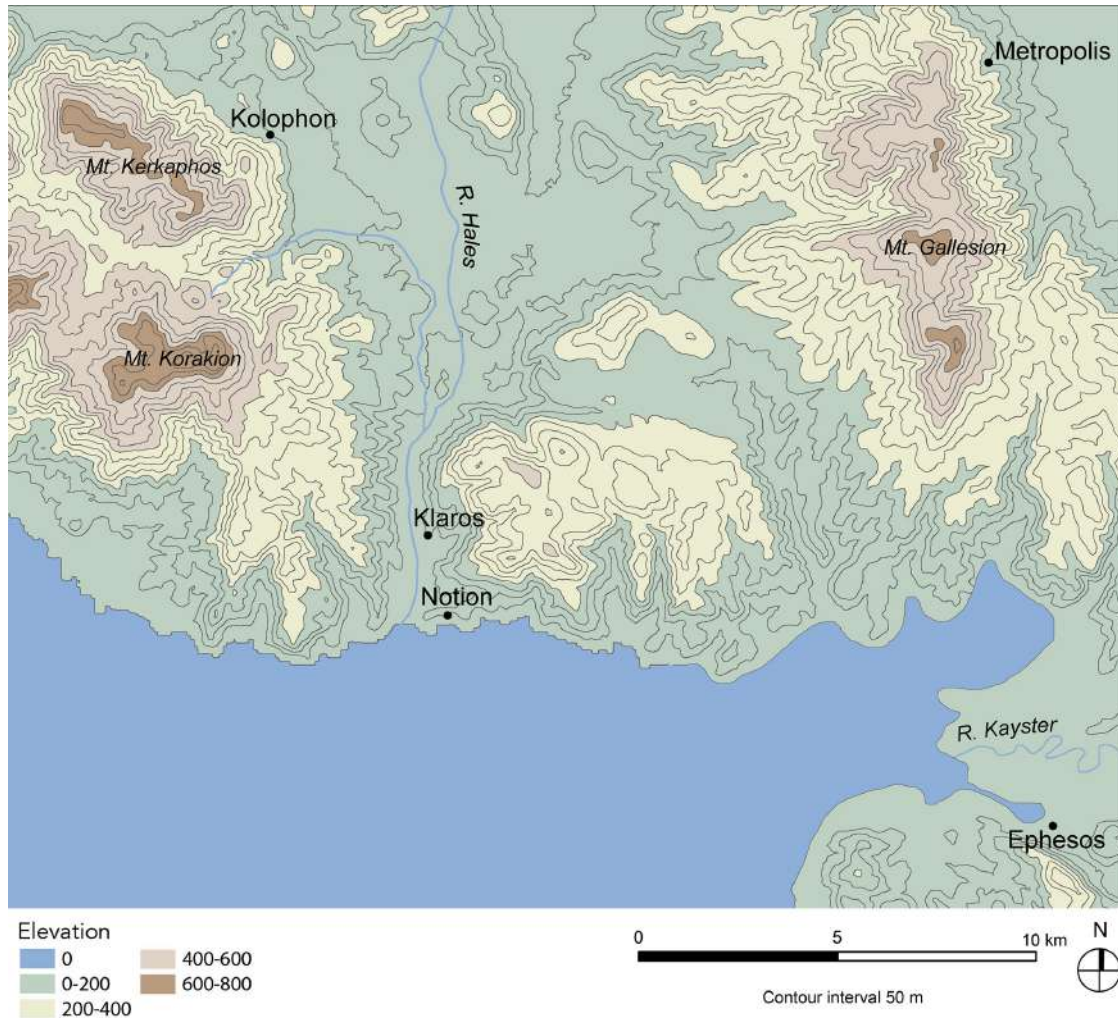 Metropolis
Kolophon
Mt. Kerkaphos
R. Hales
Mt. Gallesion
Mt. Korakion
Klaros
Notion
R. Kayster
Ephesos
Elevation
0
0-200
200-400
400-600
600-800
0 5 10 km
Contour interval 50 m
N